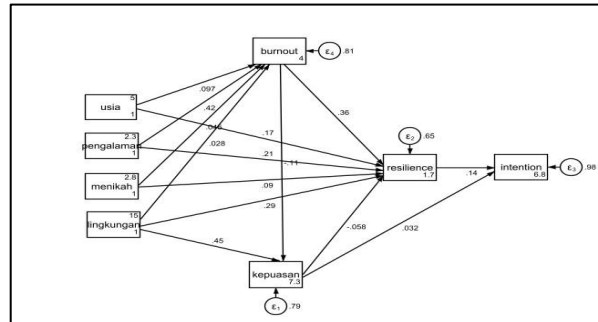 burnout
4
ε₄
.81
usia
5
1
.097
.42
.028
.36
.17
pengalaman
2.3
1
.21
-.11
ε₂
.65
resilience
1.7
.14
intention
6.8
ε₃
.98
menikah
2.8
1
.09
.29
lingkungan
15
1
.45
-.058
.032
kepuasan
7.3
ε₁
.79